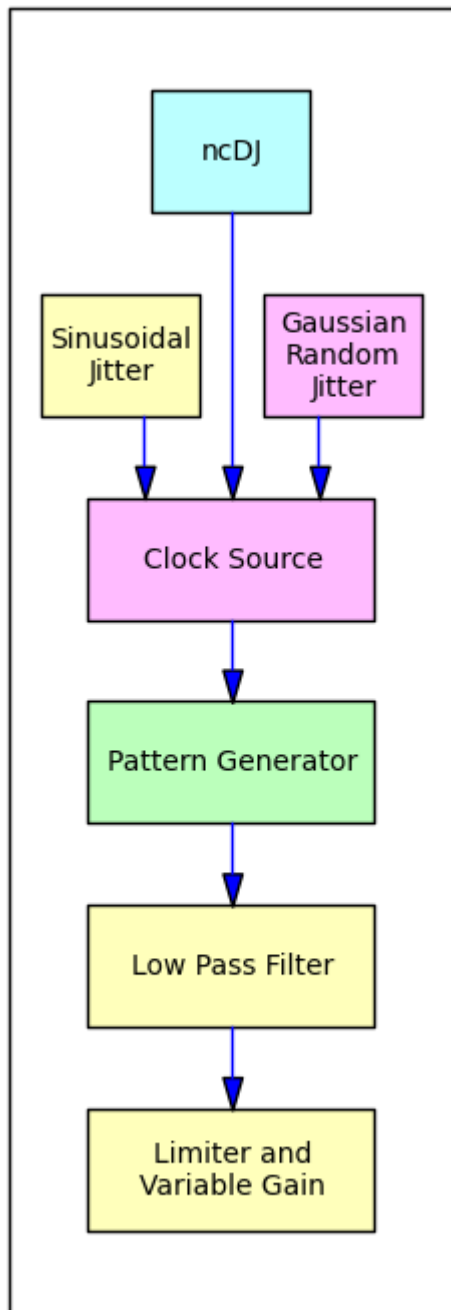 ncDJ
Sinusoidal
Jitter
Gaussian
Random
Jitter
Clock Source
Pattern Generator
Low Pass Filter
Limiter and
Variable Gain